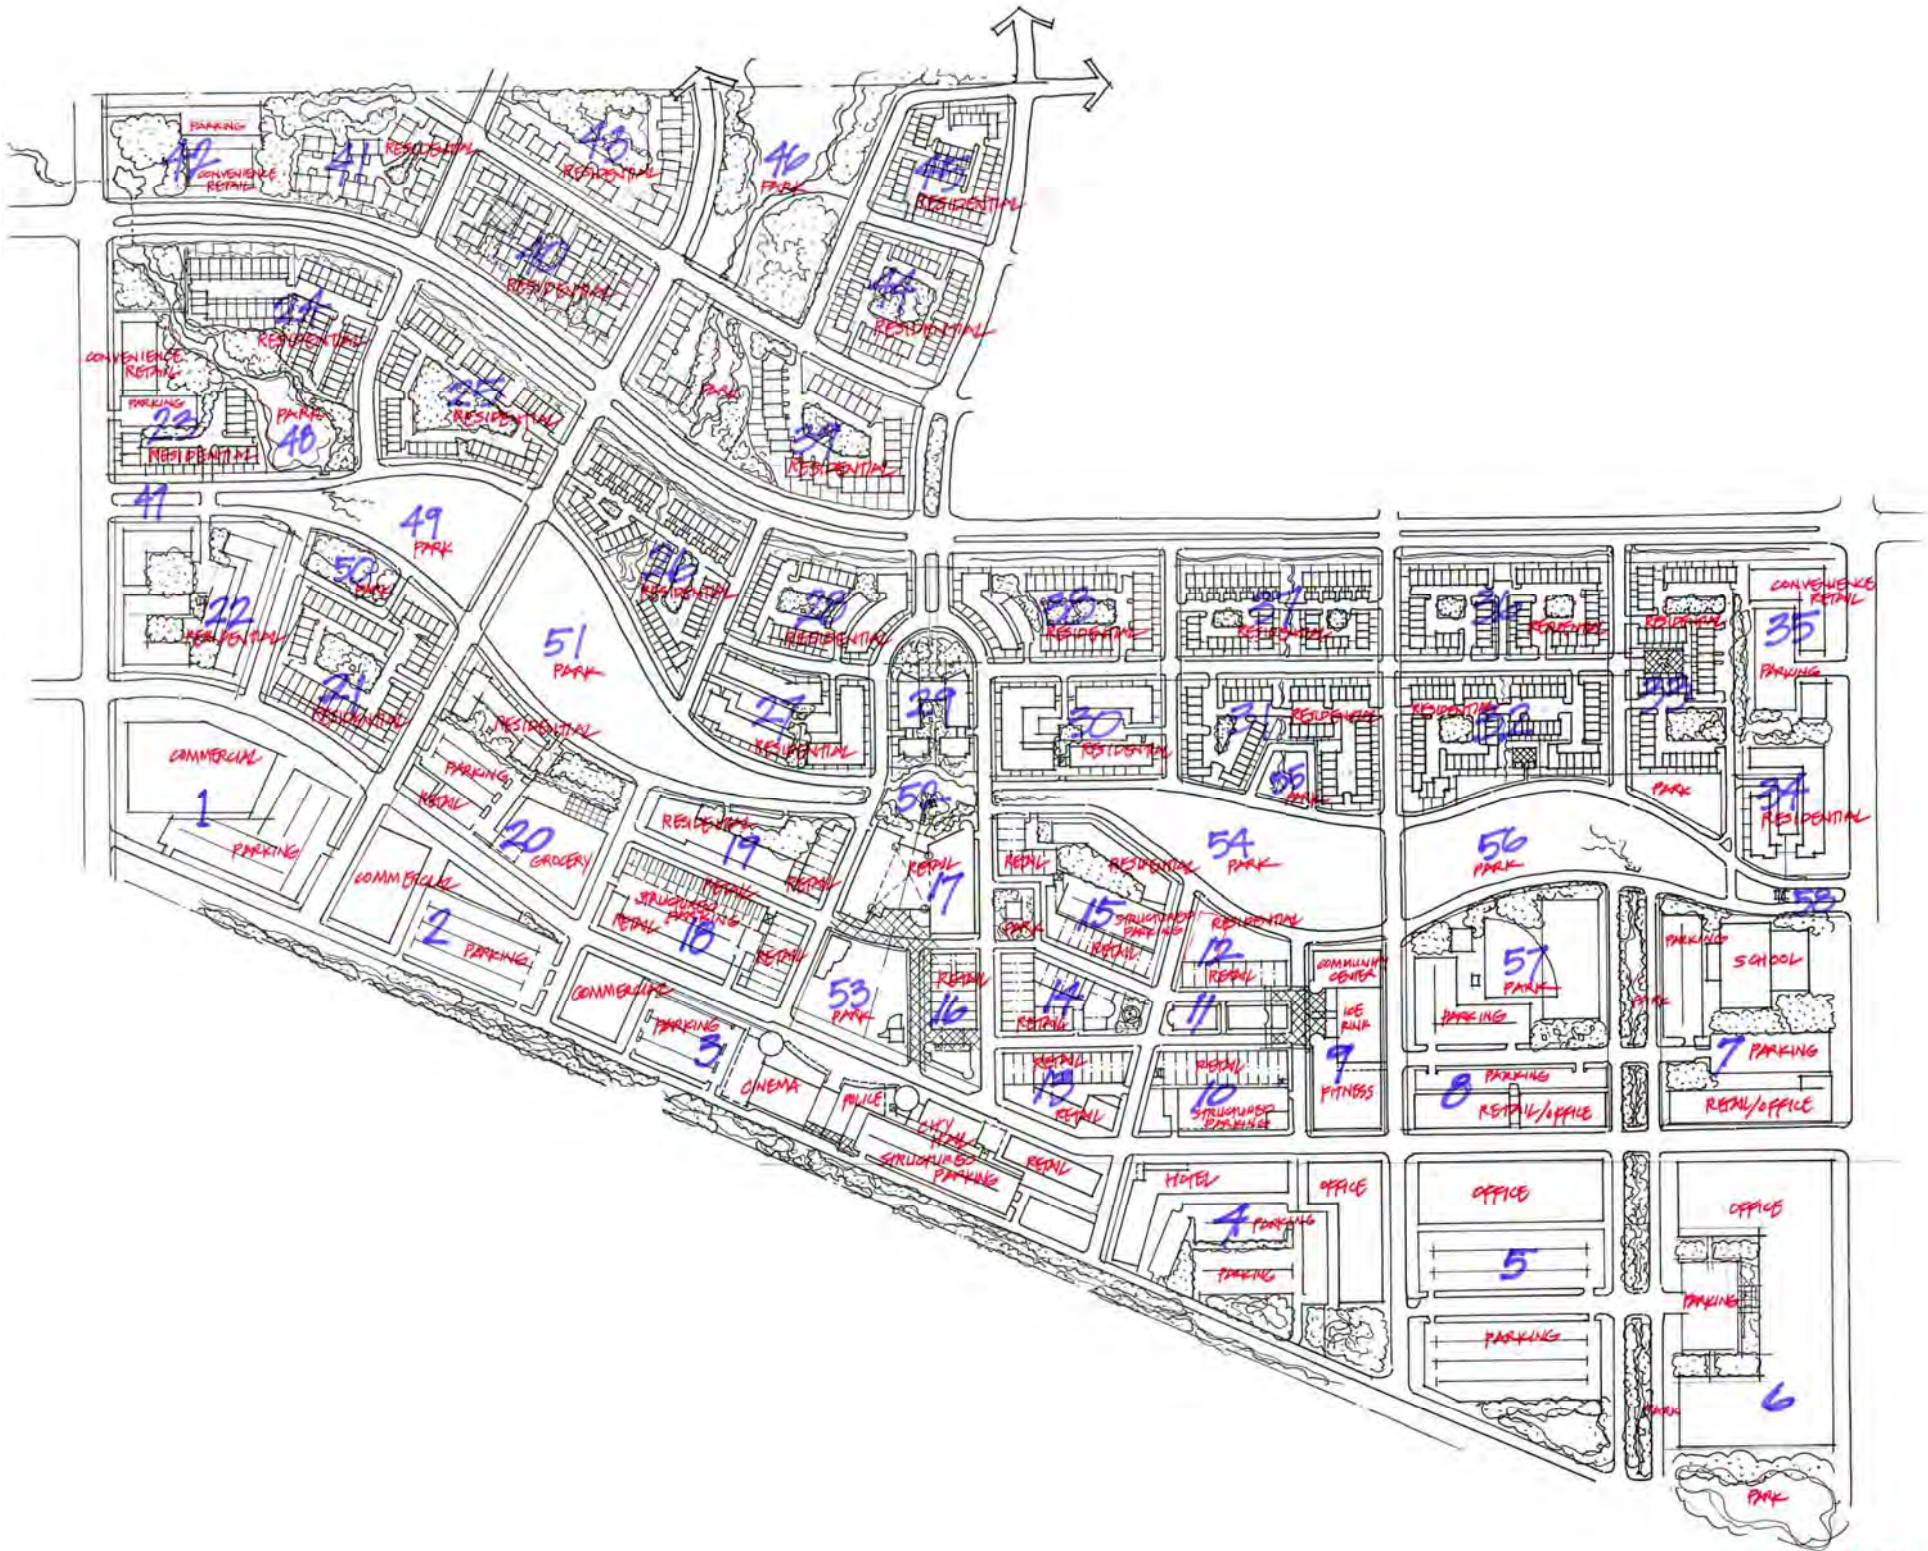 PARKING
42
CONVENIENCE
RETAIL
41
RESIDENTIAL
43
RESIDENTIAL
46
PARK
45
RESIDENTIAL
40
RESIDENTIAL
44
RESIDENTIAL
24
RESIDENTIAL
CONVENIENCE
RETAIL
PARKING
23
RESIDENTIAL
PARK
48
25
RESIDENTIAL
PARK
39
RESIDENTIAL
47
49
PARK
50
PARK
22
RESIDENTIAL
21
RESIDENTIAL
51
PARK
26
RESIDENTIAL
28
RESIDENTIAL
27
RESIDENTIAL
29
38
RESIDENTIAL
37
RESIDENTIAL
36
RESIDENTIAL
RESIDENTIAL
33
CONVENIENCE
RETAIL
35
PARKING
30
RESIDENTIAL
31
RESIDENTIAL
55
PARK
RESIDENTIAL
32
PARK
34
RESIDENTIAL
COMMERCIAL
1
PARKING
RESIDENTIAL
PARKING
RETAIL
20
GROCERY
COMMERCIAL
2
PARKING
RESIDENTIAL
19
RETAIL
RETAIL
STRUCTURED
PARKING
RETAIL
18
RETAIL
52
RETAIL
17
RETAIL
RESIDENTIAL
15
STRUCTURED
PARKING
RETAIL
PARK
54
PARK
56
PARK
58
RESIDENTIAL
12
RETAIL
COMMUNITY
CENTER
ICE
RINK
9
FITNESS
57
PARK
PARKING
PARK
PARKING
SCHOOL
7
PARKING
RETAIL/OFFICE
COMMERCIAL
PARKING
3
53
PARK
RETAIL
16
14
RETAIL
11
CINEMA
POLICE
CITY
HALL
STRUCTURED
PARKING
RETAIL
RETAIL
13
RETAIL
RETAIL
10
STRUCTURED
PARKING
PARKING
8
RETAIL/OFFICE
HOTEL
OFFICE
4
PARKING
PARKING
OFFICE
5
PARKING
OFFICE
PARKING
6
PARK
PARK